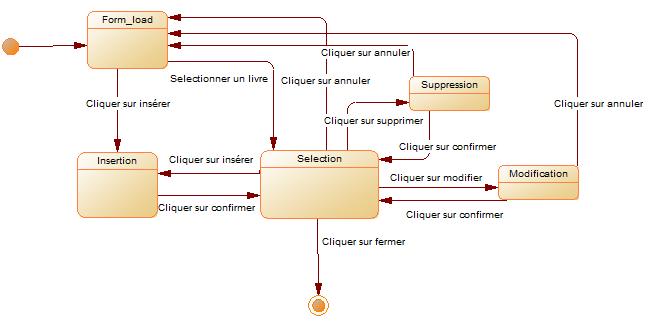 Form_load
Cliquer sur annuler
Selectionner un livre
Cliquer sur annuler
Suppression
Cliquer sur insérer
Cliquer sur annuler
Cliquer sur supprimer
Cliquer sur confirmer
Insertion
Cliquer sur insérer
Selection
Cliquer sur modifier
Modification
Cliquer sur confirmer
Cliquer sur confirmer
Cliquer sur fermer